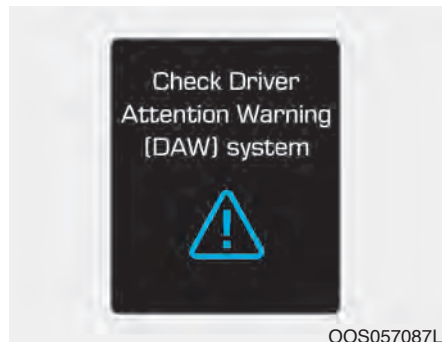 Check Driver
Attention Warning
(DAW) system
OOS057087L